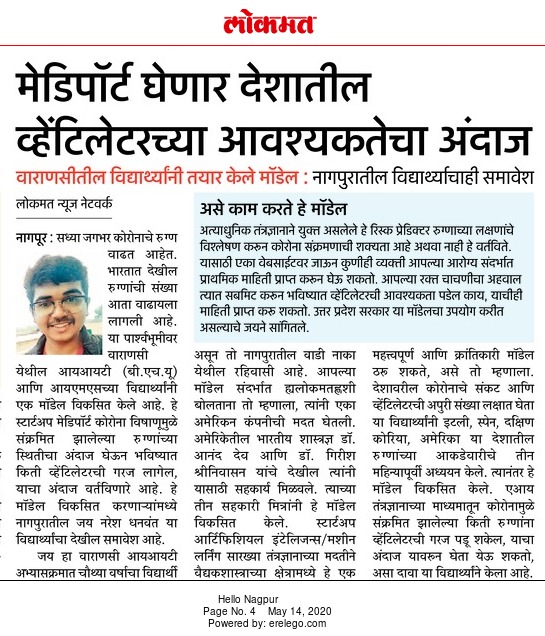 लोकमत
मेडिपॉर्ट घेणार देशातील
व्हेंटिलेटरच्या आवश्यकतेचा अंदाज
वाराणसीतील विद्यार्थ्यांनी तयार केले मॉडेल : नागपुरातील विद्यार्थ्याचाही समावेश
लोकमत न्यूज नेटवर्क
नागपूर : सध्या जगभर कोरोनाचे रुग्ण
वाढत आहेत.
भारतात देखील
रुग्णांची संख्या
आता वाढायला
लागली आहे.
या पार्श्वभूमीवर
वाराणसी
येथील आयआयटी (बी.एच.यू)
आणि आयएमएसच्या विद्यार्थ्यांनी
एक मॉडेल विकसित केले आहे. हे
स्टार्टअप मेडिपोर्ट कोरोना विषाणूमुळे
संक्रमित झालेल्या रुग्णांच्या
स्थितीचा अंदाज घेऊन भविष्यात
किती व्हेंटिलेटरची गरज लागेल,
याचा अंदाज वर्तविणारे आहे. हे
मॉडेल विकसित करणाऱ्यांमध्ये
नागपुरातील जय नरेश धनवंत या
विद्यार्थ्याचा देखील समावेश आहे.
जय हा वाराणसी आयआयटी
अभ्यासक्रमात चौथ्या वर्षाचा विद्यार्थी
असे काम करते हे मॉडेल
अत्याधुनिक तंत्रज्ञानाने युक्त असलेले हे रिस्क प्रेडिक्टर रुग्णाच्या लक्षणांचे
विश्लेषण करून कोरोना संक्रमणाची शक्यता आहे अथवा नाही हे वर्तविते.
यासाठी एका वेबसाईटवर जाऊन कुणीही व्यक्ती आपल्या आरोग्य संदर्भात
प्राथमिक माहिती प्राप्त करून घेऊ शकतो. आपल्या रक्त चाचणीचा अहवाल
त्यात सबमिट करून भविष्यात व्हेंटिलेरची आवश्यकता पडेल काय, याचीही
माहिती प्राप्त करु शकतो. उत्तर प्रदेश सरकार या मॉडेलचा उपयोग करीत
असल्याचे जयने सांगितले.
असून तो नागपुरातील वाडी नाका
येथील रहिवासी आहे. आपल्या
मॉडेल संदर्भात ह्यलोकमतह्णशी
बोलताना तो म्हणाला, त्यांनी एका
अमेरिकन कंपनीची मदत घेतली.
अमेरिकेतील भारतीय शास्त्रज्ञ डॉ.
आनंद देव आणि डॉ. गिरीश
श्रीनिवासन यांचे देखील त्यांनी
यासाठी सहकार्य मिळवले. त्याच्या
तीन सहकारी मित्रांनी हे मॉडेल
विकसित केले. स्टार्टअप
आर्टिफिशियल इंटेलिजन्स/मशीन
लर्निंग सारख्या तंत्रज्ञानाच्या मदतीने
वैद्यकशास्त्राच्या क्षेत्रामध्ये हे एक
महत्त्वपूर्ण आणि क्रांतिकारी मॉडेल
ठरू शकते, असे तो म्हणाला.
देशावरील कोरोनाचे संकट आणि
व्हेंटिलेटरची अपुरी संख्या लक्षात घेता
या विद्यार्थ्यांनी इटली, स्पेन, दक्षिण
कोरिया, अमेरिका या देशातील
रुग्णांच्या आकडेवारीचे तीन
महिन्यापूर्वी अध्ययन केले. त्यानंतर हे
मॉडेल विकसित केले. एआय
तंत्रज्ञानाच्या माध्यमातून कोरोनामुळे
संक्रमित झालेल्या किती रुग्णांना
व्हेंटिलेटरची गरज पडू शकेल, याचा
अंदाज यावरून घेता येऊ शकतो,
असा दावा या विद्यार्थ्याने केला आहे.
Hello Nagpur
Page No. 4 May 14, 2020
Powered by: erelego.com